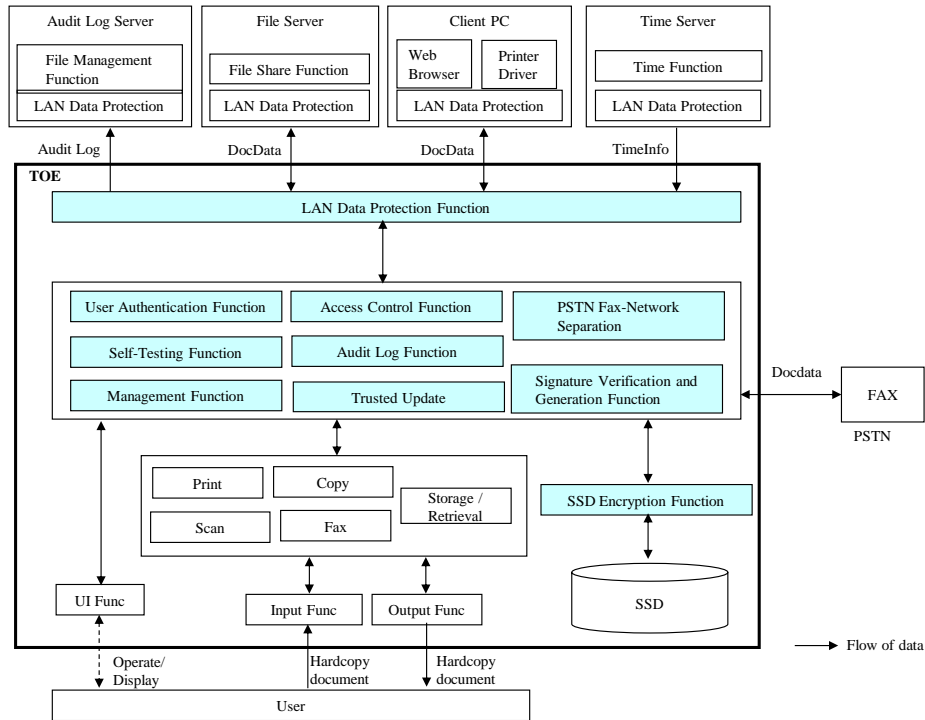 Audit Log Server
File Management
Function
LAN Data Protection
File Server
File Share Function
LAN Data Protection
Client PC
Web
Browser
Printer
Driver
LAN Data Protection
Time Server
Time Function
LAN Data Protection
Audit Log
DocData
DocData
TimeInfo
TOE
LAN Data Protection Function
User Authentication Function
Access Control Function
PSTN Fax-Network
Separation
Self-Testing Function
Audit Log Function
Management Function
Trusted Update
Signature Verification and
Generation Function
Docdata
FAX
PSTN
Print
Copy
Storage /
Retrieval
Scan
Fax
SSD Encryption Function
SSD
UI Func
Input Func
Output Func
Flow of data
Operate/
Display
Hardcopy
document
Hardcopy
document
User